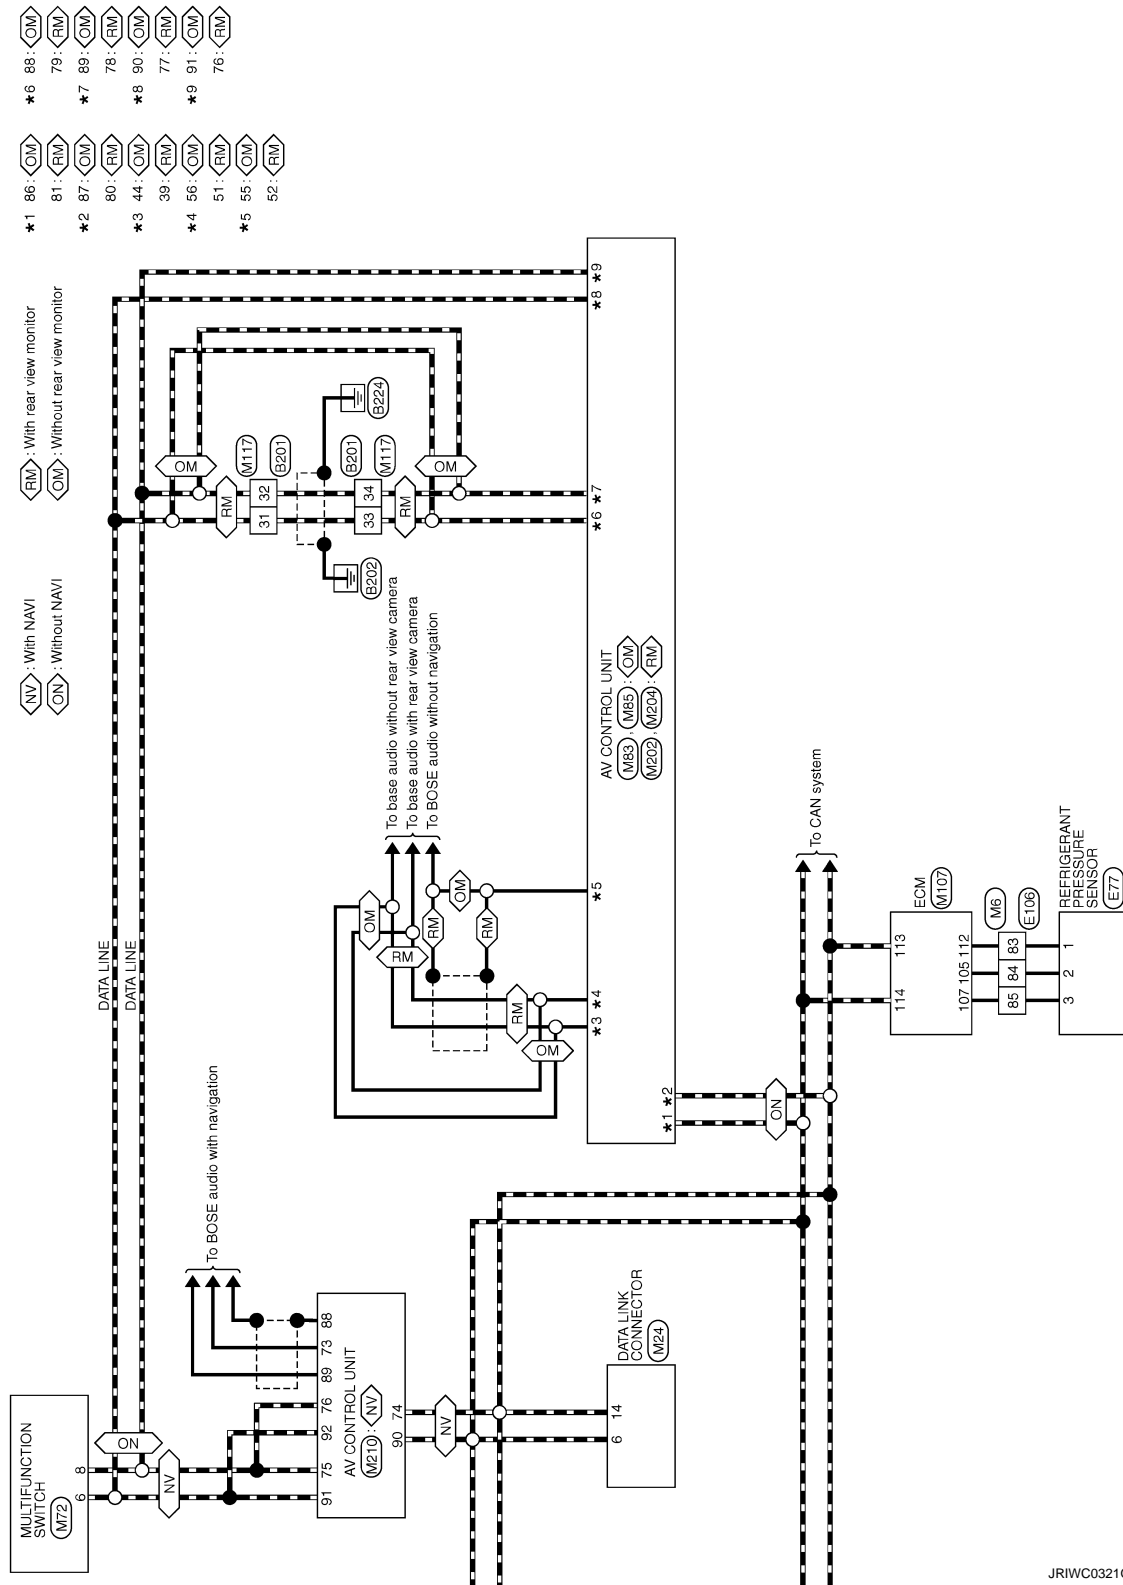 ★6 88: OM
79: RM
★7 89: OM
78: RM
★8 90: OM
77: RM
★9 91: OM
76: RM
★1 86: OM
81: RM
★2 87: OM
80: RM
★3 44: OM
39: RM
★4 56: OM
51: RM
★5 55: OM
52: RM
RM : With rear view monitor
OM : Without rear view monitor
NV : With NAVI
ON : Without NAVI
DATA LINE
DATA LINE
★9
★8
OM
M117
B201
RM
32
31
B224
B202
B201
M117
34
33
RM
OM
★7
★6
To base audio without rear view camera
To base audio with rear view camera
To BOSE audio without navigation
OM
RM
RM
OM
RM
RM
OM
★5
★4
★3
AV CONTROL UNIT
M83 , M85 : OM
M202 , M204 : RM
★2
★1
ON
To CAN system
ECM
M107
113
114
112
105
107
M6
E106
83
84
85
REFRIGERANT
PRESSURE
SENSOR
E77
1
2
3
To BOSE audio with navigation
MULTIFUNCTION
SWITCH
M72
8
6
ON
NV
88
73
89
76
92
75
91
AV CONTROL UNIT
M210 : NV
74
90
NV
DATA LINK
CONNECTOR
M24
14
6